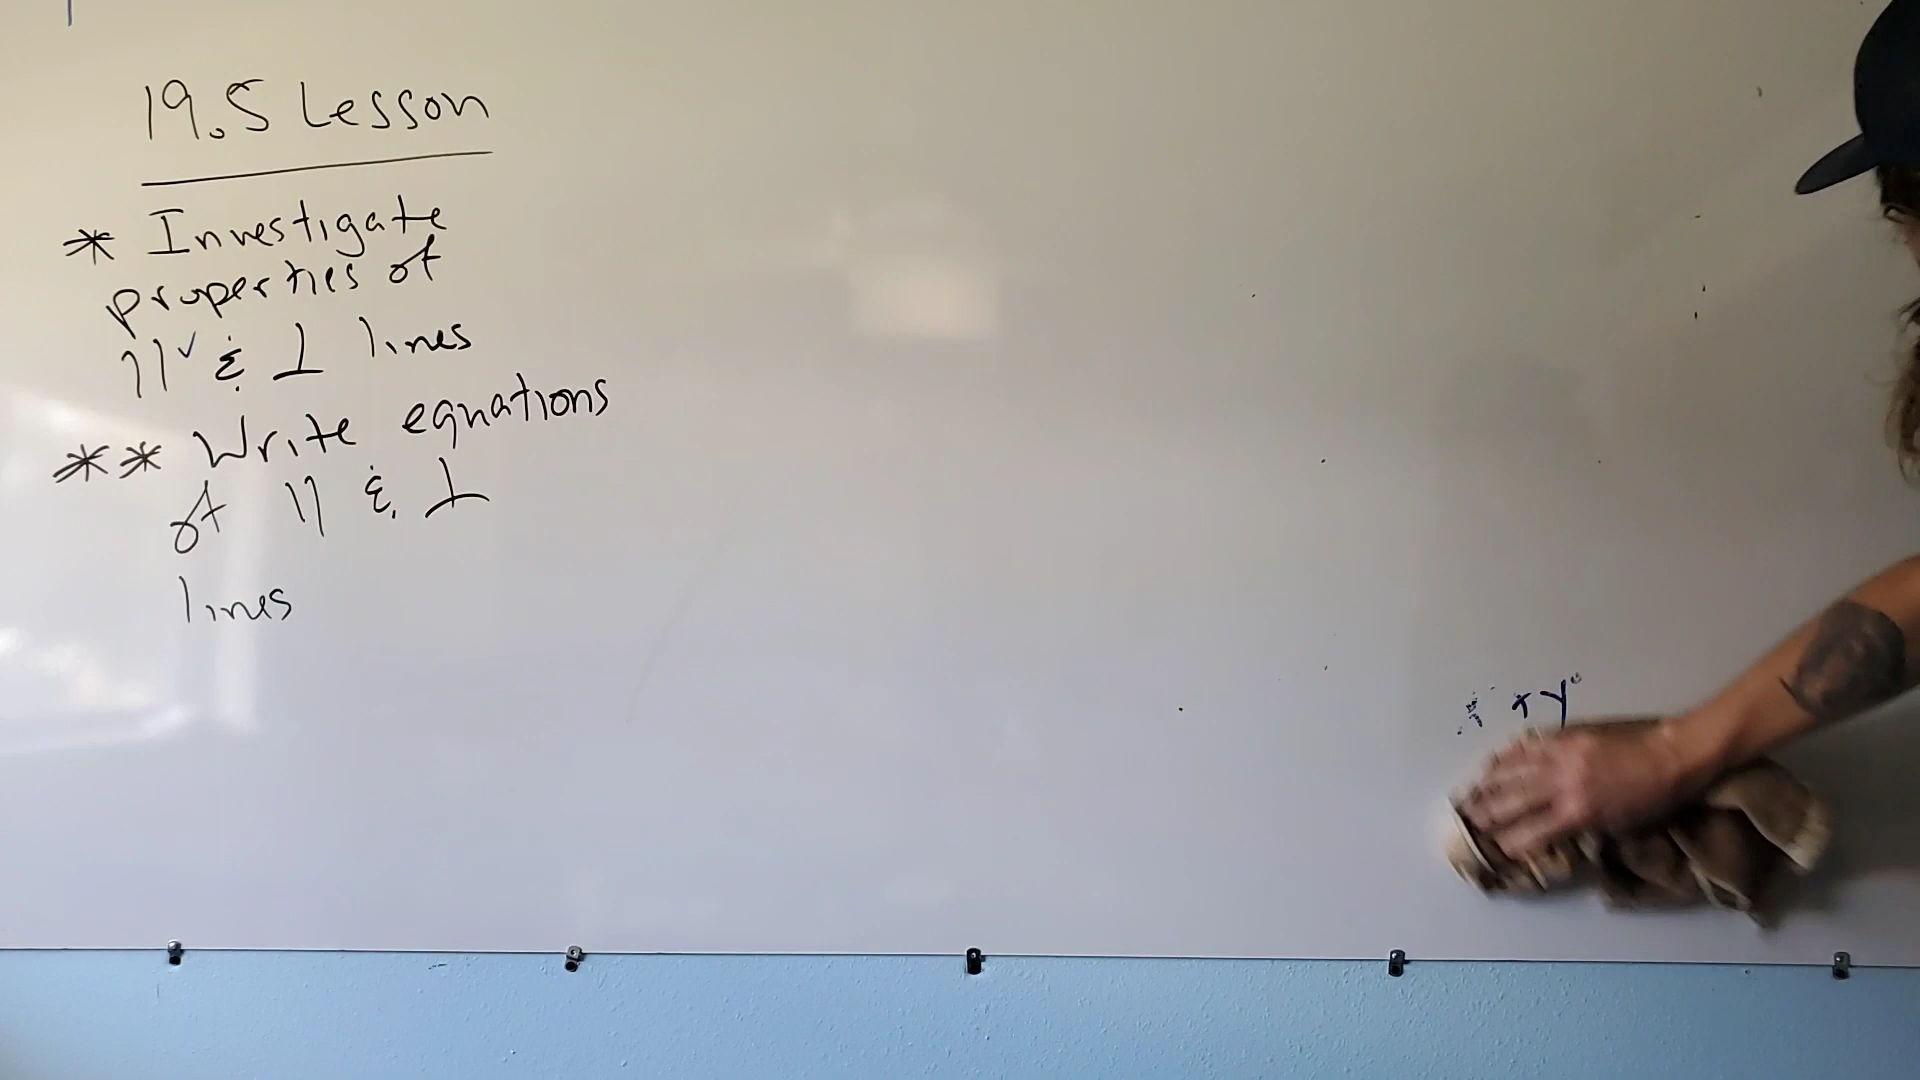 19.5 Lesson
* Investigate
properties of
||✓ & ⊥ lines
** Write equations
of || & ⊥
lines
+ y